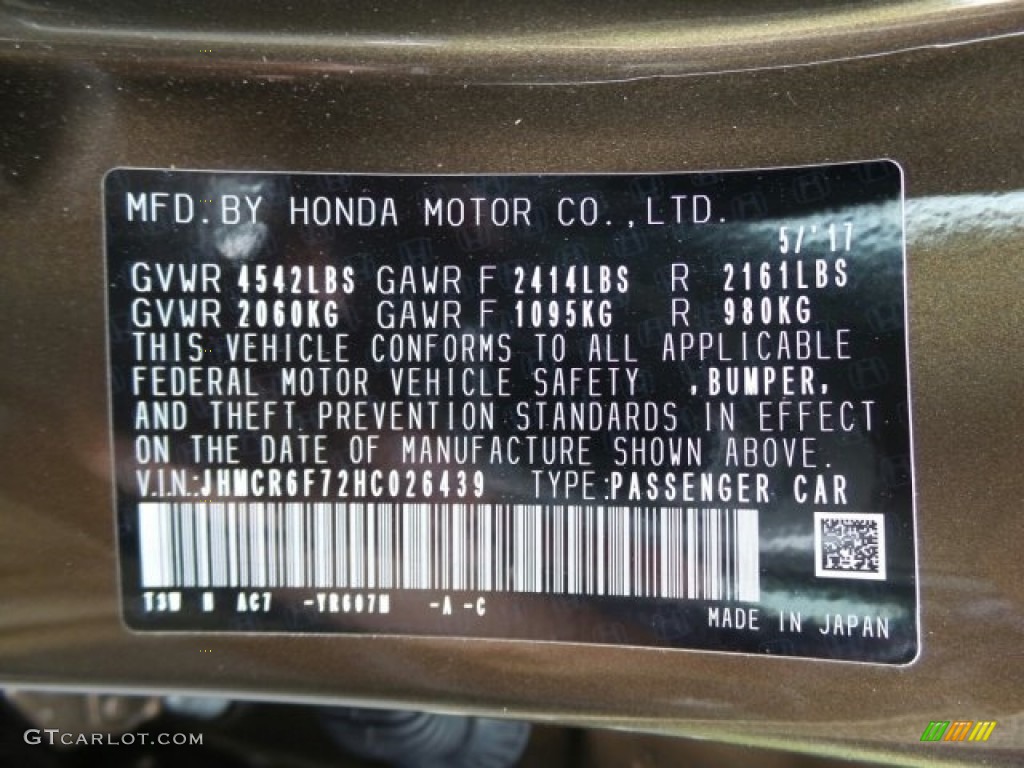 MFD. BY HONDA MOTOR CO.,LTD.
5/'17
GVWR 4542LBS GAWR F 2414LBS R 2161LBS
GVWR 2060KG GAWR F 1095KG R 980KG
THIS VEHICLE CONFORMS TO ALL APPLICABLE
FEDERAL MOTOR VEHICLE SAFETY ,BUMPER,
AND THEFT PREVENTION STANDARDS IN EFFECT
ON THE DATE OF MANUFACTURE SHOWN ABOVE.
V.I.N.:JHMCR6F72HC026439 TYPE:PASSENGER CAR
AC7 -YR607M -A -C
MADE IN JAPAN
GTCARLOT.COM